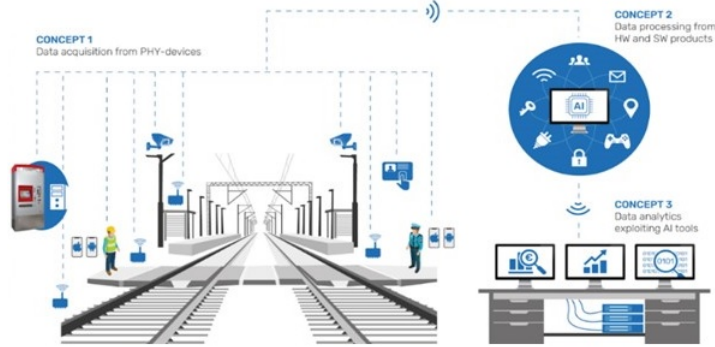 CONCEPT 1
Data acquisition from PHY-devices
CONCEPT 2
Data processing from
HW and SW products
AI
CONCEPT 3
Data analytics
exploiting AI tools
€
0101